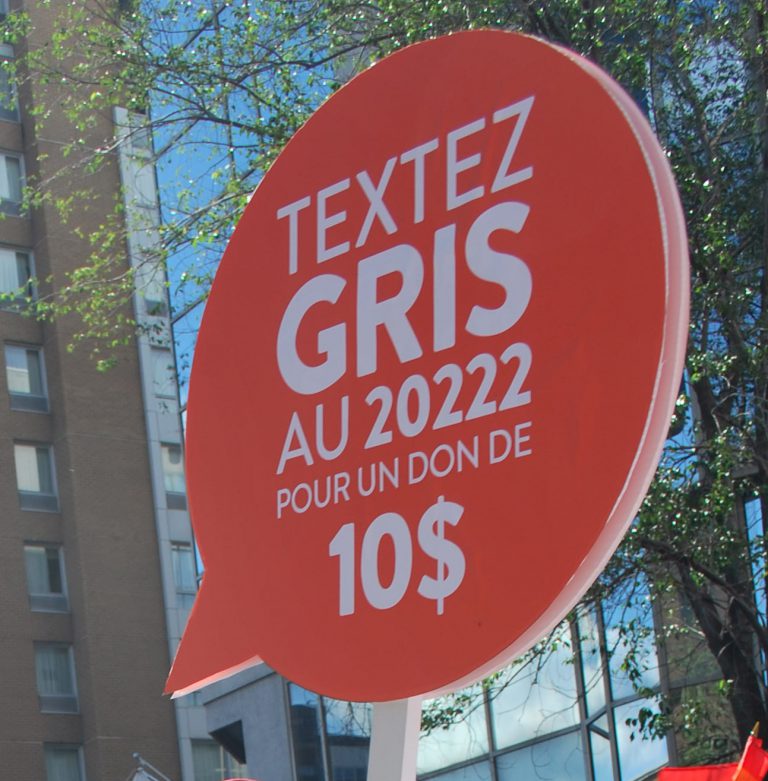 TEXTEZ
GRIS
AU 20222
POUR UN DON DE
10$